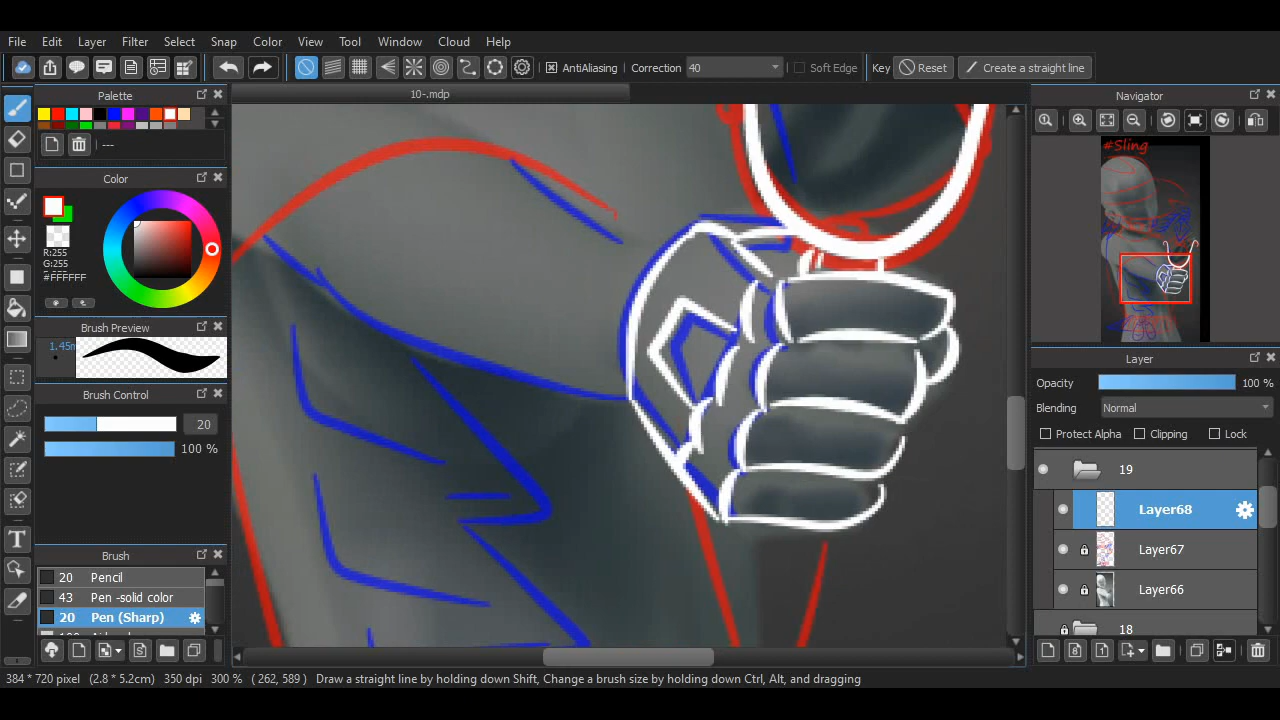 File Edit Layer Filter Select Snap Color View Tool Window Cloud Help
AntiAliasing Correction 40 Soft Edge Key Reset Create a straight line
Palette
10-.mdp
Navigator
---
#Sling
Color
R:255
G:255
#FFFFFF
Brush Preview
Layer
Opacity 100 %
Brush Control
Blending Normal
20
Protect Alpha Clipping Lock
100 %
19
Layer68
Layer67
Brush
20 Pencil
Layer66
43 Pen -solid color
20 Pen (Sharp)
18
384 * 720 pixel (2.8 * 5.2cm) 350 dpi 300 % ( 262, 589 ) Draw a straight line by holding down Shift, Change a brush size by holding down Ctrl, Alt, and dragging